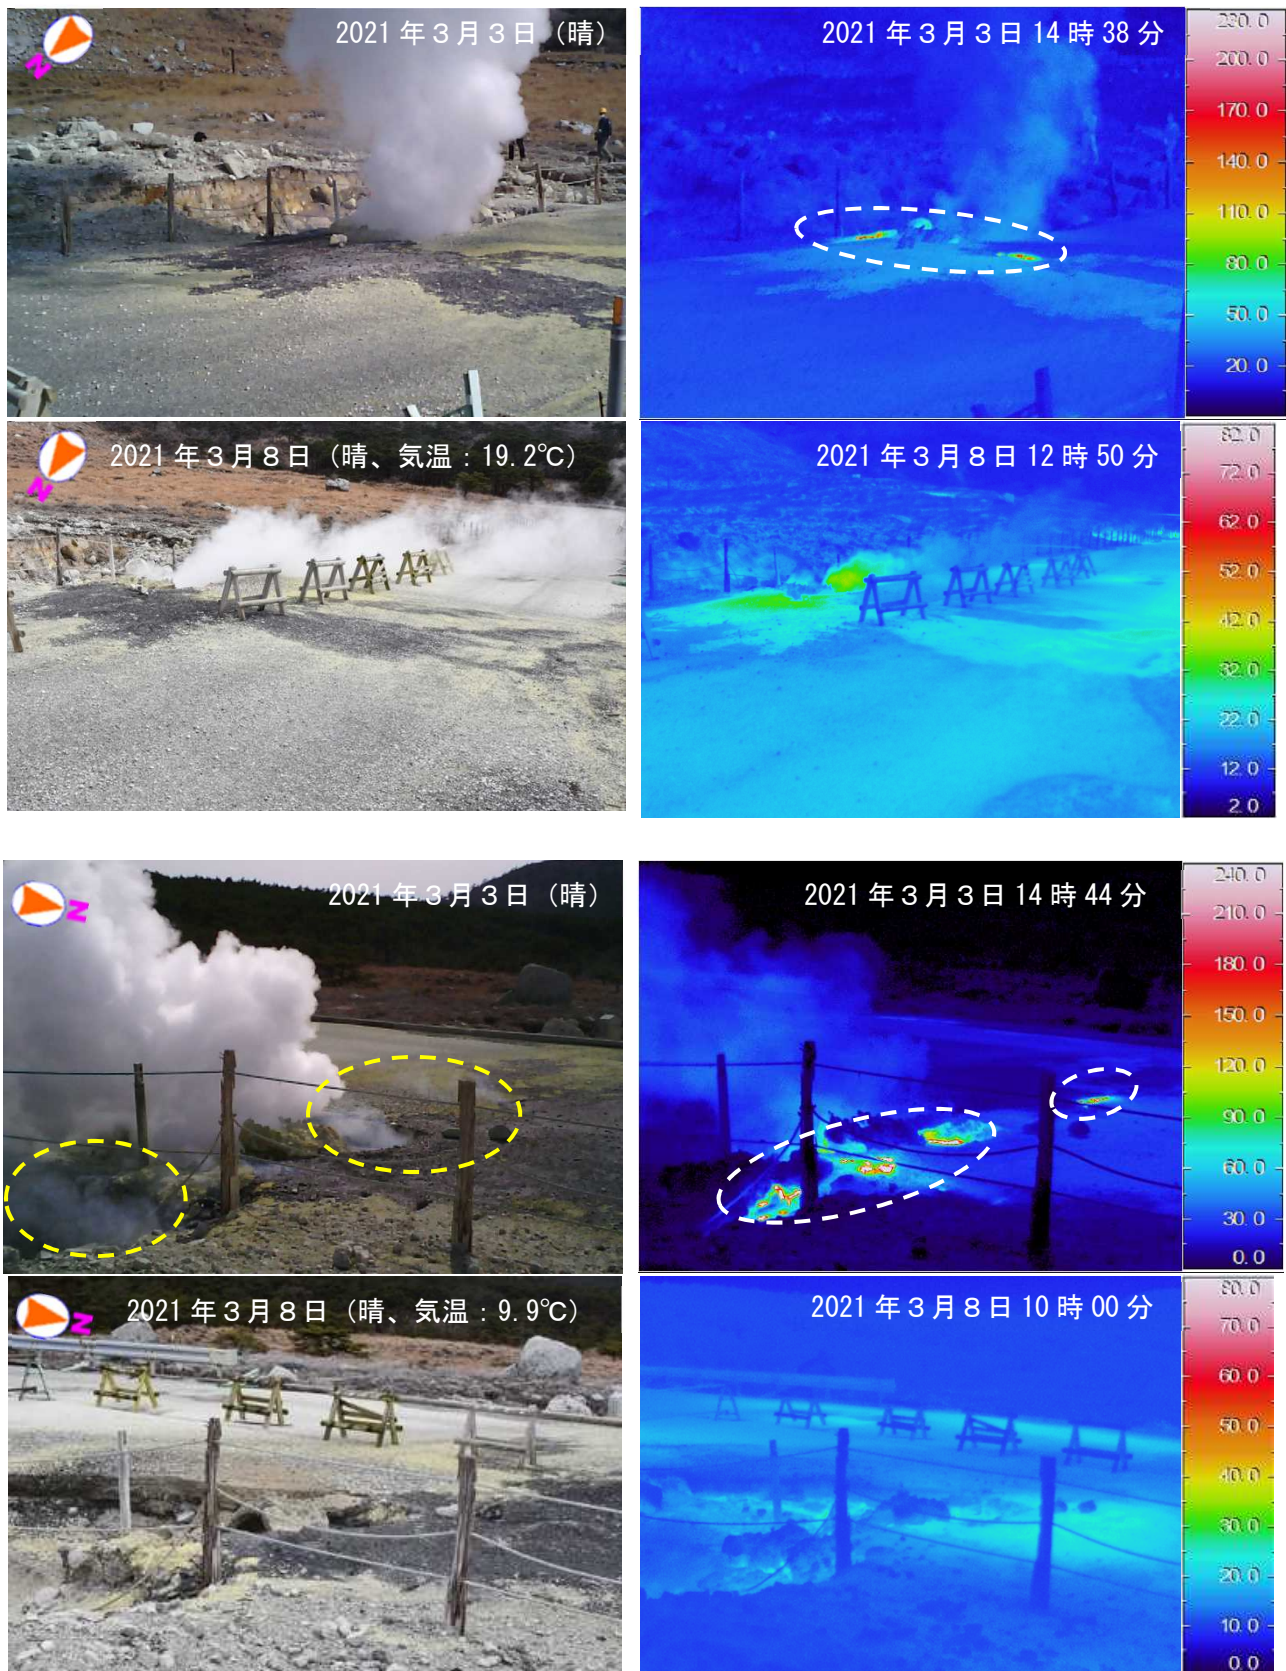 N
2021年3月3日（晴）
2021年3月3日14時38分
230.0
200.0
170.0
140.0
110.0
80.0
50.0
20.0
N
2021年3月8日（晴、気温：19.2℃）
2021年3月8日12時50分
82.0
72.0
62.0
52.0
42.0
32.0
22.0
12.0
2.0
N
2021年3月3日（晴）
2021年3月3日14時44分
240.0
210.0
180.0
150.0
120.0
90.0
60.0
30.0
0.0
N
2021年3月8日（晴、気温：9.9℃）
2021年3月8日10時00分
80.0
70.0
60.0
50.0
40.0
30.0
20.0
10.0
0.0